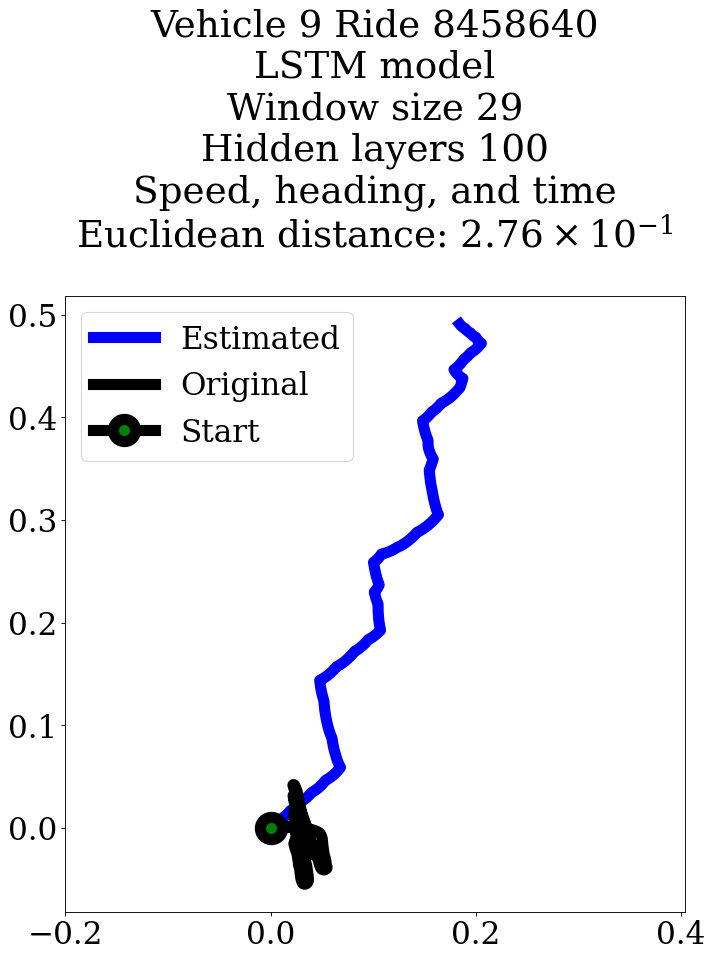 Vehicle 9 Ride 8458640
LSTM model
Window size 29
Hidden layers 100
Speed, heading, and time
Euclidean distance: 2.76 × 10⁻¹
Estimated
Original
Start
0.5
0.4
0.3
0.2
0.1
0.0
−0.2
0.0
0.2
0.4